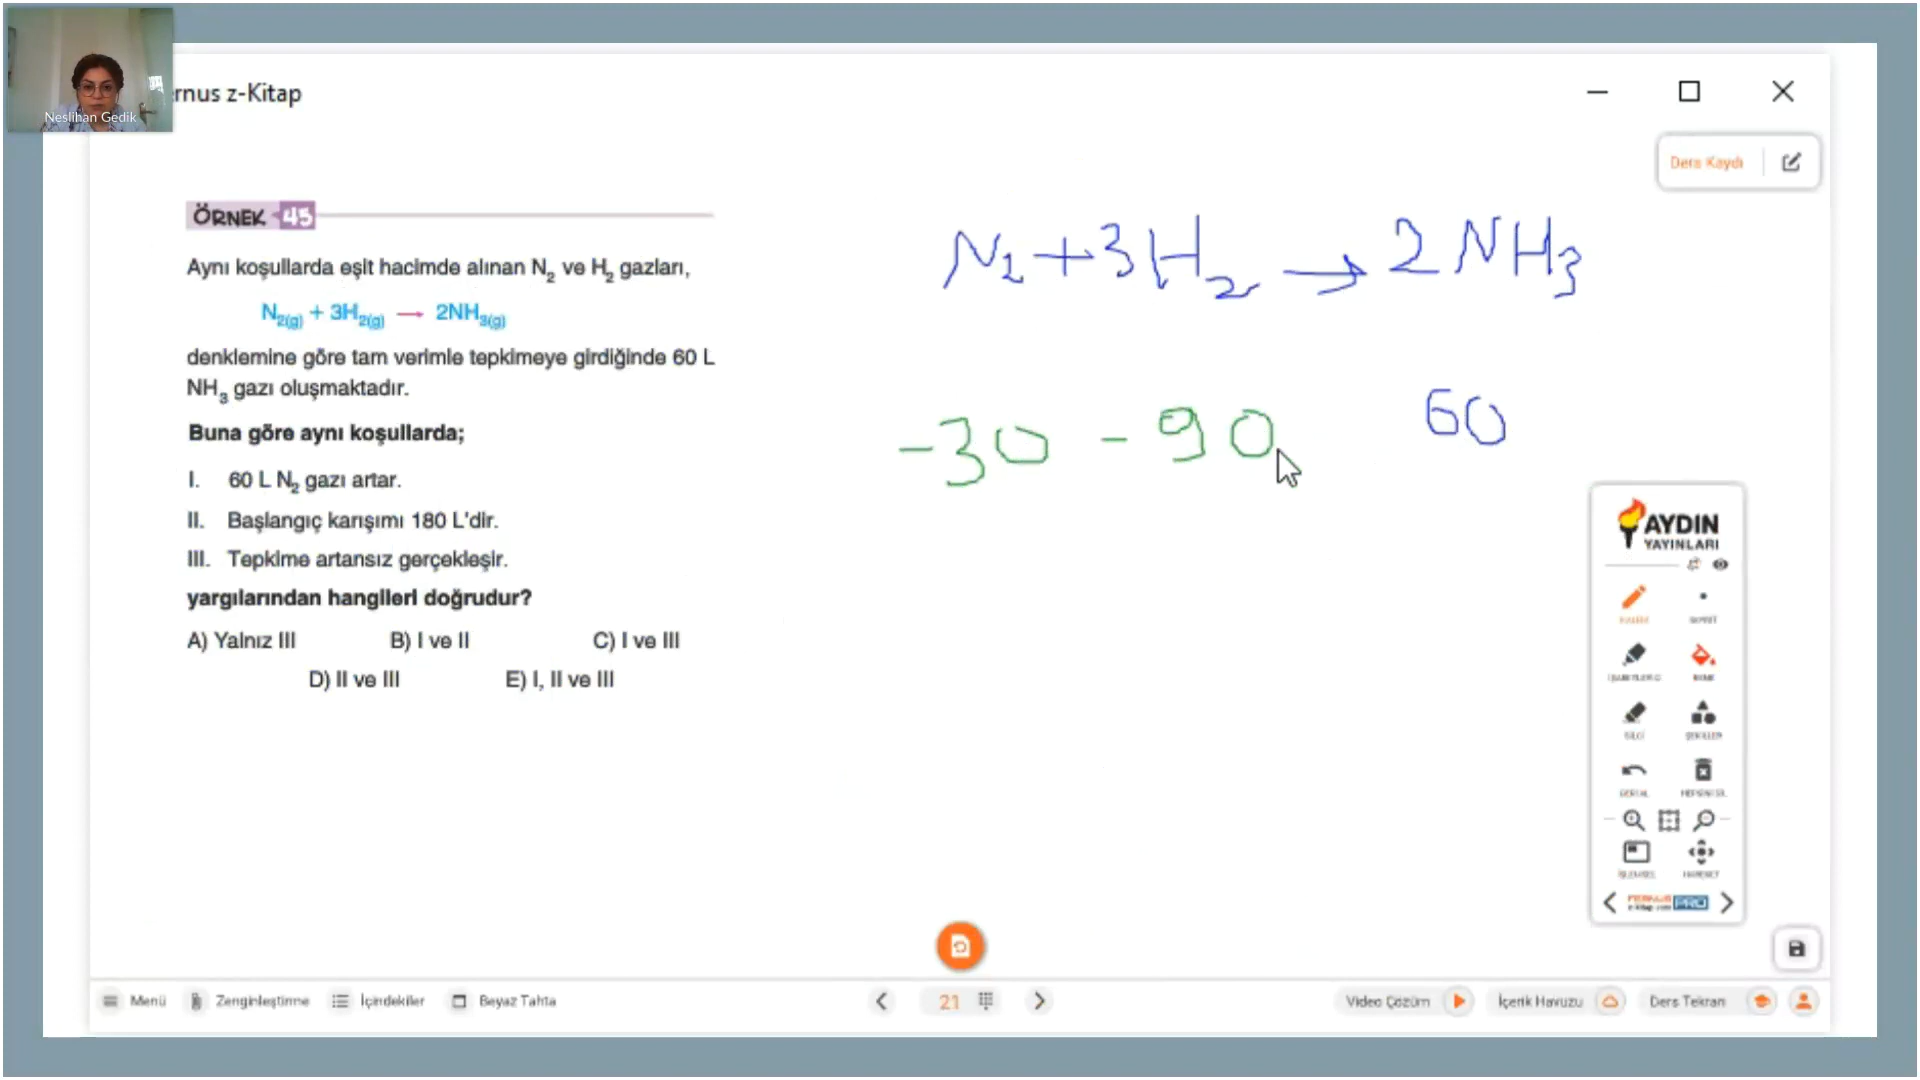 Neslihan Gedik
ernus z-Kitap
Ders Kaydı
ÖRNEK 45
Aynı koşullarda eşit hacimde alınan N2 ve H2 gazları,
N2(g) + 3H2(g) → 2NH3(g)
denklemine göre tam verimle tepkimeye girdiğinde 60 L
NH3 gazı oluşmaktadır.
Buna göre aynı koşullarda;
I. 60 L N2 gazı artar.
II. Başlangıç karışımı 180 L'dir.
III. Tepkime artansız gerçekleşir.
yargılarından hangileri doğrudur?
A) Yalnız III B) I ve II C) I ve III
D) II ve III E) I, II ve III
N2 + 3H2 → 2NH3
-30 -90 60
AYDIN
YAYINLARI
PRO
Menü Zenginleştirme İçindekiler Beyaz Tahta 21 Video Çözüm İçerik Havuzu Ders Tekrarı